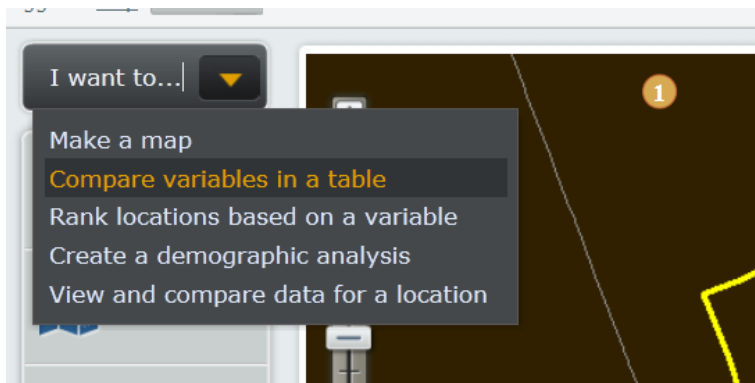 I want to...
1
Make a map
Compare variables in a table
Rank locations based on a variable
Create a demographic analysis
View and compare data for a location